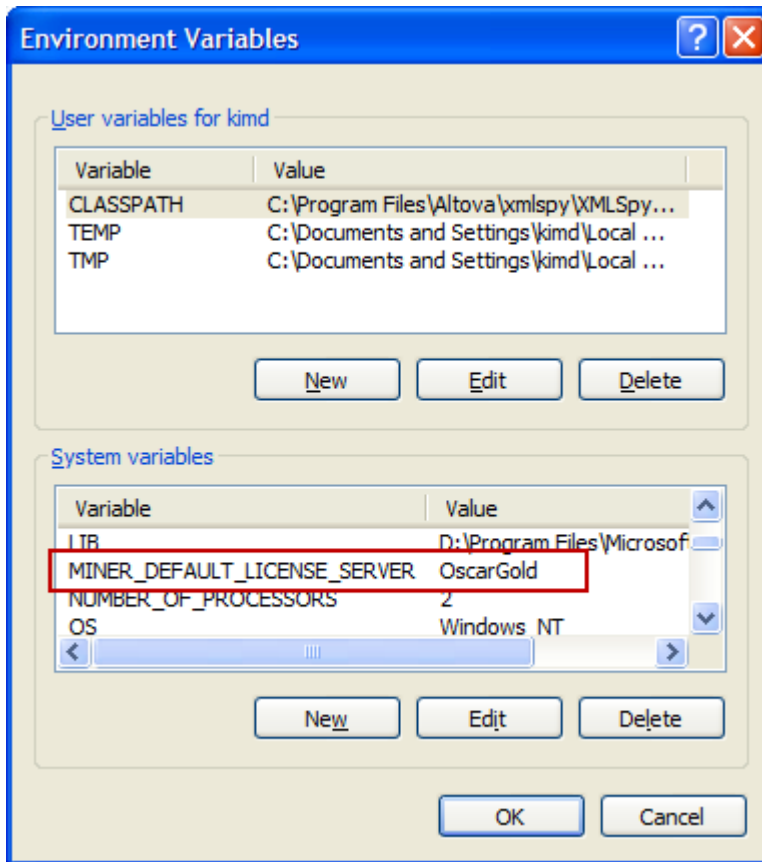 Environment Variables
User variables for kimd
Variable Value
CLASSPATH C:\Program Files\Altova\xmlspy\XMLSpy...
TEMP C:\Documents and Settings\kimd\Local ...
TMP C:\Documents and Settings\kimd\Local ...
New Edit Delete
System variables
Variable Value
LIB D:\Program Files\Microsof
MINER_DEFAULT_LICENSE_SERVER OscarGold
NUMBER_OF_PROCESSORS 2
OS Windows_NT
New Edit Delete
OK Cancel